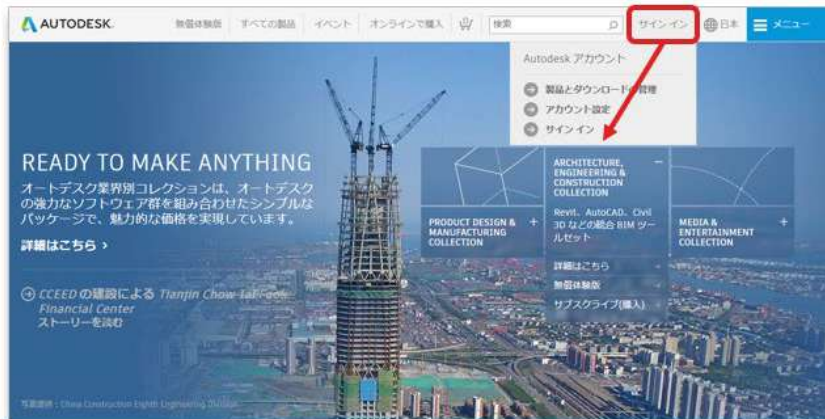 AUTODESK.
無償体験版 すべての製品 イベント オンラインで購入 検索 サイン イン 日本 メニュー
Autodesk アカウント
製品とダウンロードの管理
アカウント設定
サイン イン
READY TO MAKE ANYTHING
オートデスク業界別コレクションは、オートデスク
の強力なソフトウェア群を組み合わせたシンプルな
パッケージで、魅力的な価格を実現しています。
詳細はこちら ›
CCEED の建設による Tianjin Chow
Financial Center
ストーリーを読む
PRODUCT DESIGN & +
MANUFACTURING
COLLECTION
ARCHITECTURE, –
ENGINEERING &
CONSTRUCTION
COLLECTION
Revit、AutoCAD、Civil
3D などの統合 BIM ツー
ルセット
詳細はこちら
無償体験版
サブスクライブ(購入)
MEDIA & +
ENTERTAINMENT
COLLECTION
写真提供：China Construction Eighth Engineering Division